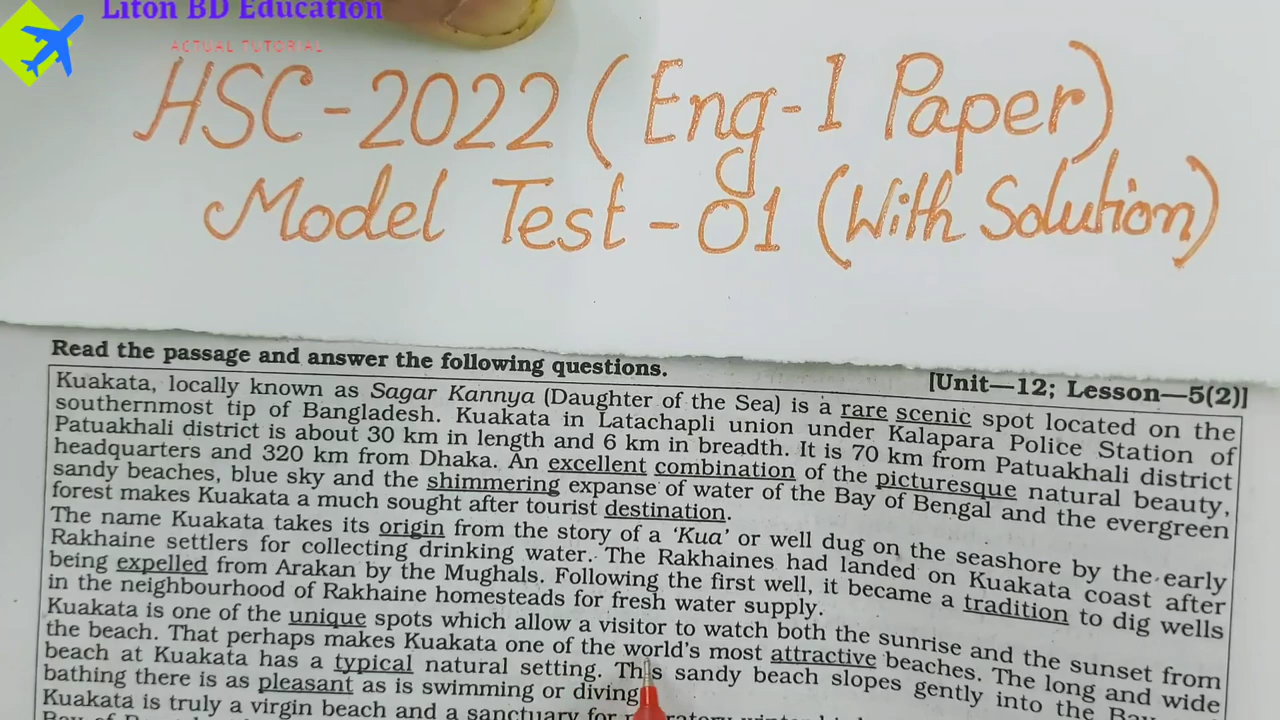 Liton BD Education
ACTUAL TUTORIAL
HSC-2022 (Eng-I Paper)
Model Test-01 (With Solution)
Read the passage and answer the following questions.
[Unit—12; Lesson—5(2)]
Kuakata, locally known as Sagar Kannya (Daughter of the Sea) is a rare scenic spot located on the
southernmost tip of Bangladesh. Kuakata in Latachapli union under Kalapara Police Station of
Patuakhali district is about 30 km in length and 6 km in breadth. It is 70 km from Patuakhali district
headquarters and 320 km from Dhaka. An excellent combination of the picturesque natural beauty,
sandy beaches, blue sky and the shimmering expanse of water of the Bay of Bengal and the evergreen
forest makes Kuakata a much sought after tourist destination.
The name Kuakata takes its origin from the story of a ‘Kua’ or well dug on the seashore by the early
Rakhaine settlers for collecting drinking water. The Rakhaines had landed on Kuakata coast after
being expelled from Arakan by the Mughals. Following the first well, it became a tradition to dig wells
in the neighbourhood of Rakhaine homesteads for fresh water supply.
Kuakata is one of the unique spots which allow a visitor to watch both the sunrise and the sunset from
the beach. That perhaps makes Kuakata one of the world's most attractive beaches. The long and wide
beach at Kuakata has a typical natural setting. This sandy beach slopes gently into the Bay
bathing there is as pleasant as is swimming or diving
Kuakata is truly a virgin beach and a sanctuary for